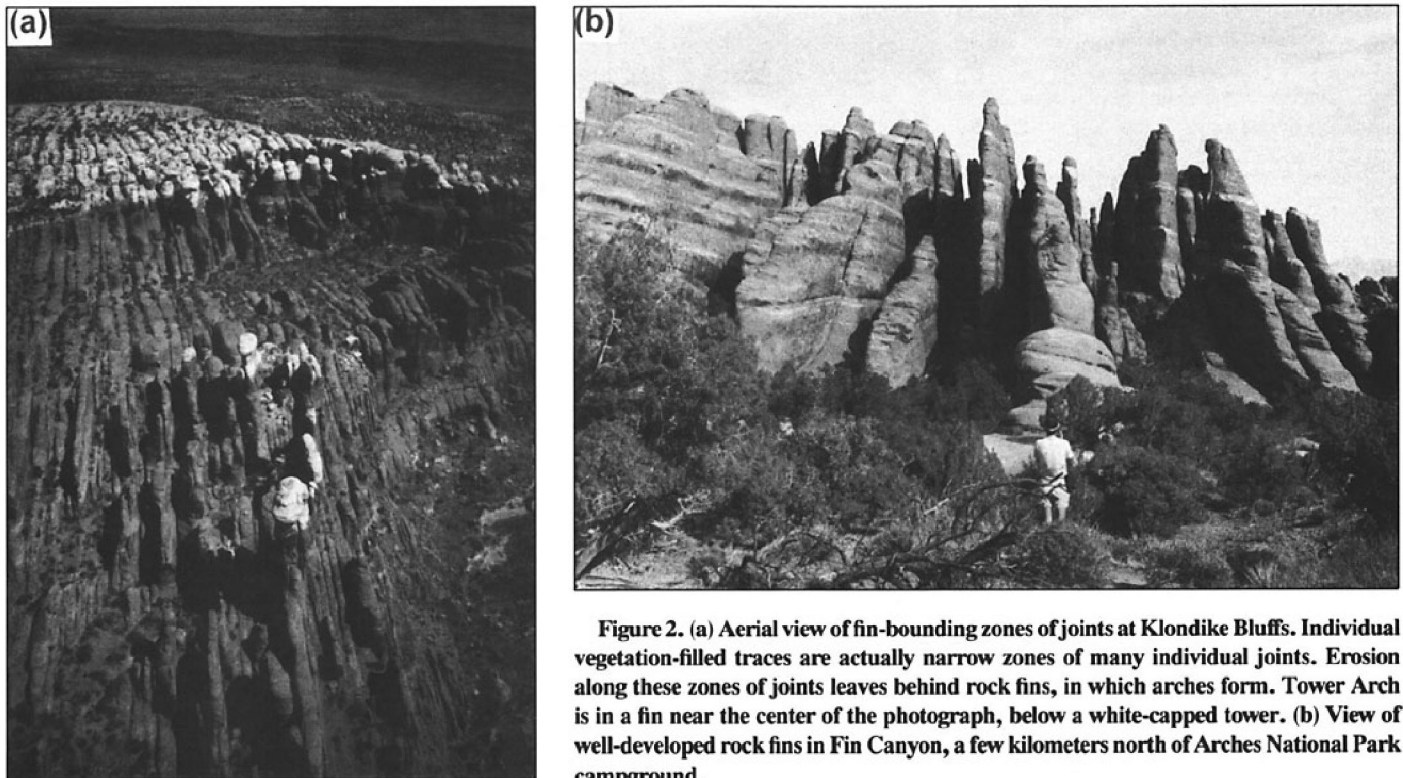 (a)
(b)
Figure 2. (a) Aerial view of fin-bounding zones of joints at Klondike Bluffs. Individual
vegetation-filled traces are actually narrow zones of many individual joints. Erosion
along these zones of joints leaves behind rock fins, in which arches form. Tower Arch
is in a fin near the center of the photograph, below a white-capped tower. (b) View of
well-developed rock fins in Fin Canyon, a few kilometers north of Arches National Park
campground.